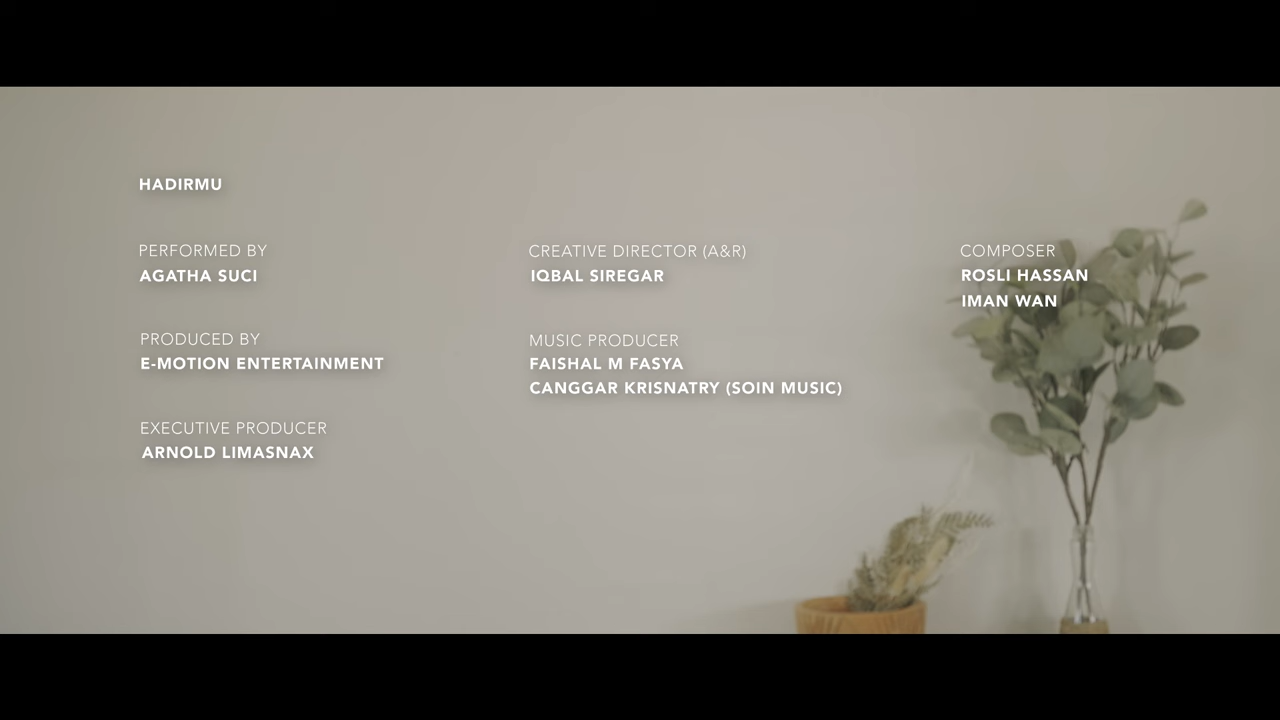 HADIRMU
PERFORMED BY
AGATHA SUCI
PRODUCED BY
E-MOTION ENTERTAINMENT
EXECUTIVE PRODUCER
ARNOLD LIMASNAX
CREATIVE DIRECTOR (A&R)
IQBAL SIREGAR
MUSIC PRODUCER
FAISHAL M FASYA
CANGGAR KRISNATRY (SOIN MUSIC)
COMPOSER
ROSLI HASSAN
IMAN WAN